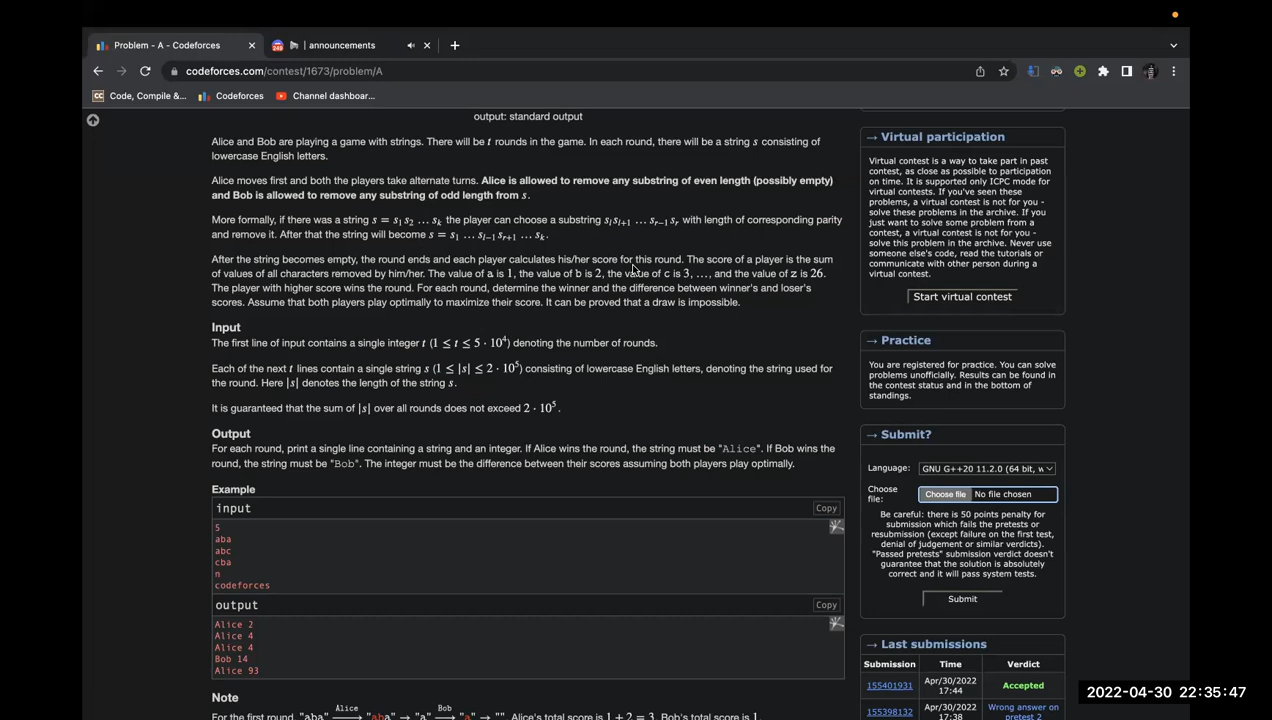 Problem - A - Codeforces
249
| announcements
codeforces.com/contest/1673/problem/A
CC Code, Compile &...
Codeforces
Channel dashboar...
output: standard output
Alice and Bob are playing a game with strings. There will be t rounds in the game. In each round, there will be a string s consisting of
lowercase English letters.
Alice moves first and both the players take alternate turns. Alice is allowed to remove any substring of even length (possibly empty)
and Bob is allowed to remove any substring of odd length from s.
More formally, if there was a string s = s₁s₂ … sₖ the player can choose a substring sₗsₗ₊₁ … sᵣ₋₁sᵣ with length of corresponding parity
and remove it. After that the string will become s = s₁ … sₗ₋₁sᵣ₊₁ … sₖ.
After the string becomes empty, the round ends and each player calculates his/her score for this round. The score of a player is the sum
of values of all characters removed by him/her. The value of a is 1, the value of b is 2, the value of c is 3, …, and the value of z is 26.
The player with higher score wins the round. For each round, determine the winner and the difference between winner's and loser's
scores. Assume that both players play optimally to maximize their score. It can be proved that a draw is impossible.
Input
The first line of input contains a single integer t (1 ≤ t ≤ 5 · 10⁴) denoting the number of rounds.
Each of the next t lines contain a single string s (1 ≤ |s| ≤ 2 · 10⁵) consisting of lowercase English letters, denoting the string used for
the round. Here |s| denotes the length of the string s.
It is guaranteed that the sum of |s| over all rounds does not exceed 2 · 10⁵.
Output
For each round, print a single line containing a string and an integer. If Alice wins the round, the string must be "Alice". If Bob wins the
round, the string must be "Bob". The integer must be the difference between their scores assuming both players play optimally.
Example
input
Copy
5
aba
abc
cba
n
codeforces
output
Copy
Alice 2
Alice 4
Alice 4
Bob 14
Alice 93
Note
Alice
Bob
For the first round, "aba" → "aba" → "a" → "a" → "". Alice's total score is 1 + 2 = 3. Bob's total score is 1.
→ Virtual participation
Virtual contest is a way to take part in past
contest, as close as possible to participation
on time. It is supported only ICPC mode for
virtual contests. If you've seen these
problems, a virtual contest is not for you -
solve these problems in the archive. If you
just want to solve some problem from a
contest, a virtual contest is not for you -
solve this problem in the archive. Never use
someone else's code, read the tutorials or
communicate with other person during a
virtual contest.
Start virtual contest
→ Practice
You are registered for practice. You can solve
problems unofficially. Results can be found in
the contest status and in the bottom of
standings.
→ Submit?
Language: GNU G++20 11.2.0 (64 bit, w
Choose
file:
Choose file No file chosen
Be careful: there is 50 points penalty for
submission which fails the pretests or
resubmission (except failure on the first test,
denial of judgement or similar verdicts).
"Passed pretests" submission verdict doesn't
guarantee that the solution is absolutely
correct and it will pass system tests.
Submit
→ Last submissions
Submission Time Verdict
155401931 Apr/30/2022 17:44 Accepted
155398132 Apr/30/2022 17:38 Wrong answer on pretest 2
2022-04-30 22:35:47